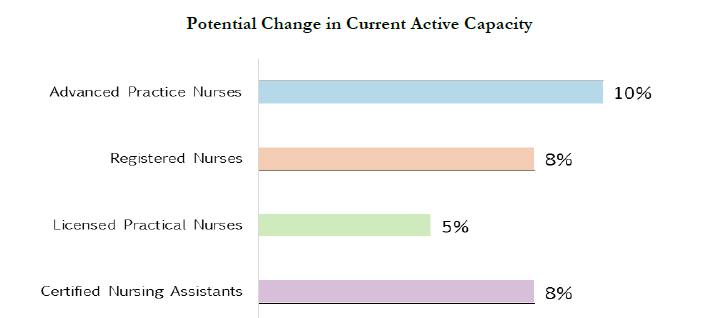 Potential Change in Current Active Capacity
Advanced Practice Nurses 10%
Registered Nurses 8%
Licensed Practical Nurses 5%
Certified Nursing Assistants 8%